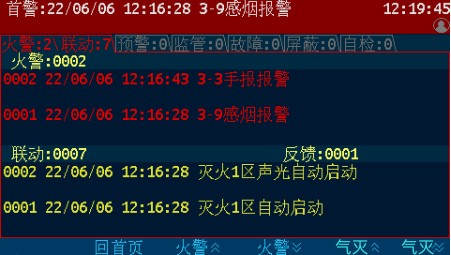 首警:22/06/06 12:16:28 3-9感烟报警 12:19:45
火警:2\联动:7\预警:0\监管:0\故障:0\屏蔽:0\自检:0\
火警:0002
0002 22/06/06 12:16:43 3-3手报报警
0001 22/06/06 12:16:28 3-9感烟报警
联动:0007 反馈:0001
0002 22/06/06 12:16:28 灭火1区声光自动启动
0001 22/06/06 12:16:28 灭火1区自动启动
回首页 火警 火警 气灭 气灭